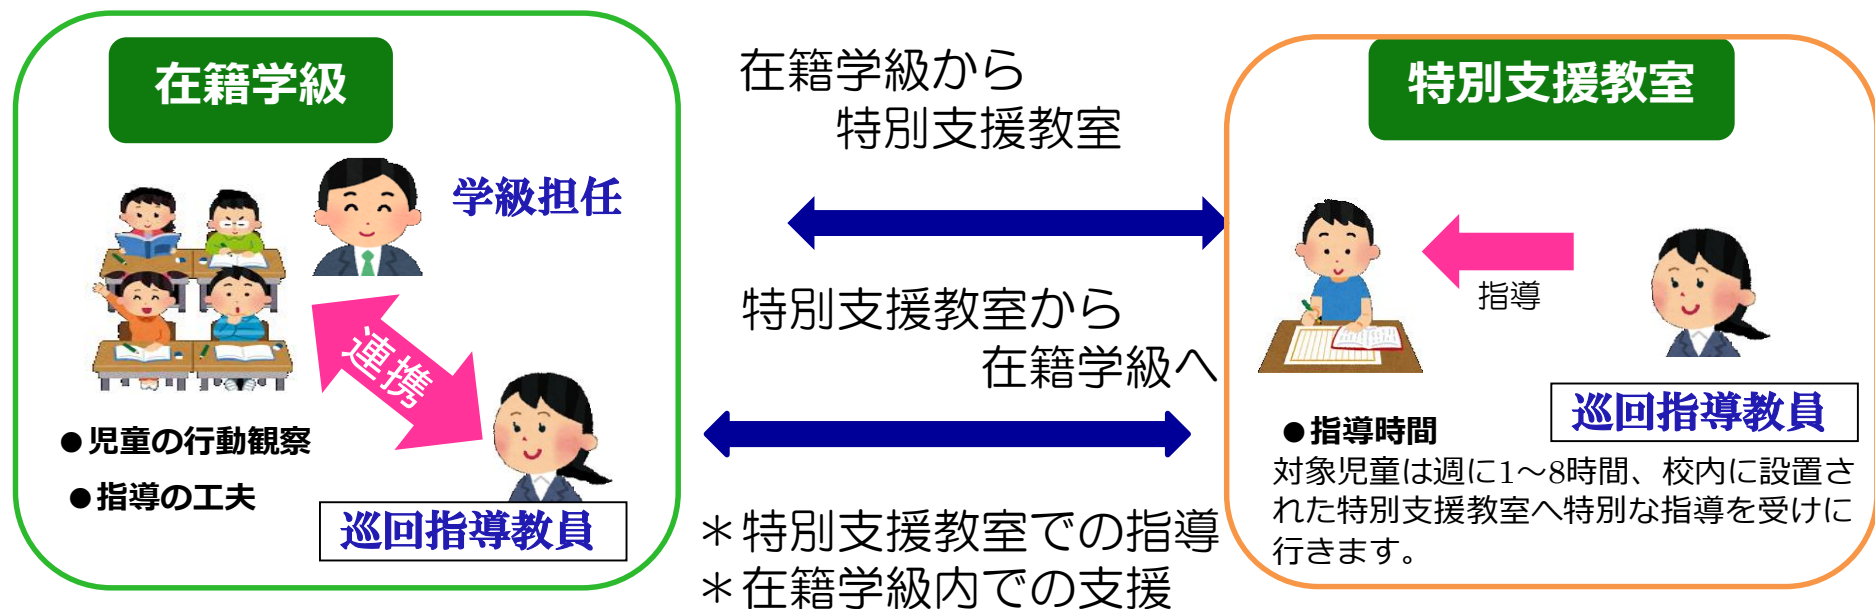 在籍学級
学級担任
連携
●児童の行動観察
●指導の工夫
巡回指導教員
在籍学級から
特別支援教室
特別支援教室から
在籍学級へ
＊特別支援教室での指導
＊在籍学級内での支援
特別支援教室
指導
巡回指導教員
●指導時間
対象児童は週に1～8時間、校内に設置さ
れた特別支援教室へ特別な指導を受けに
行きます。